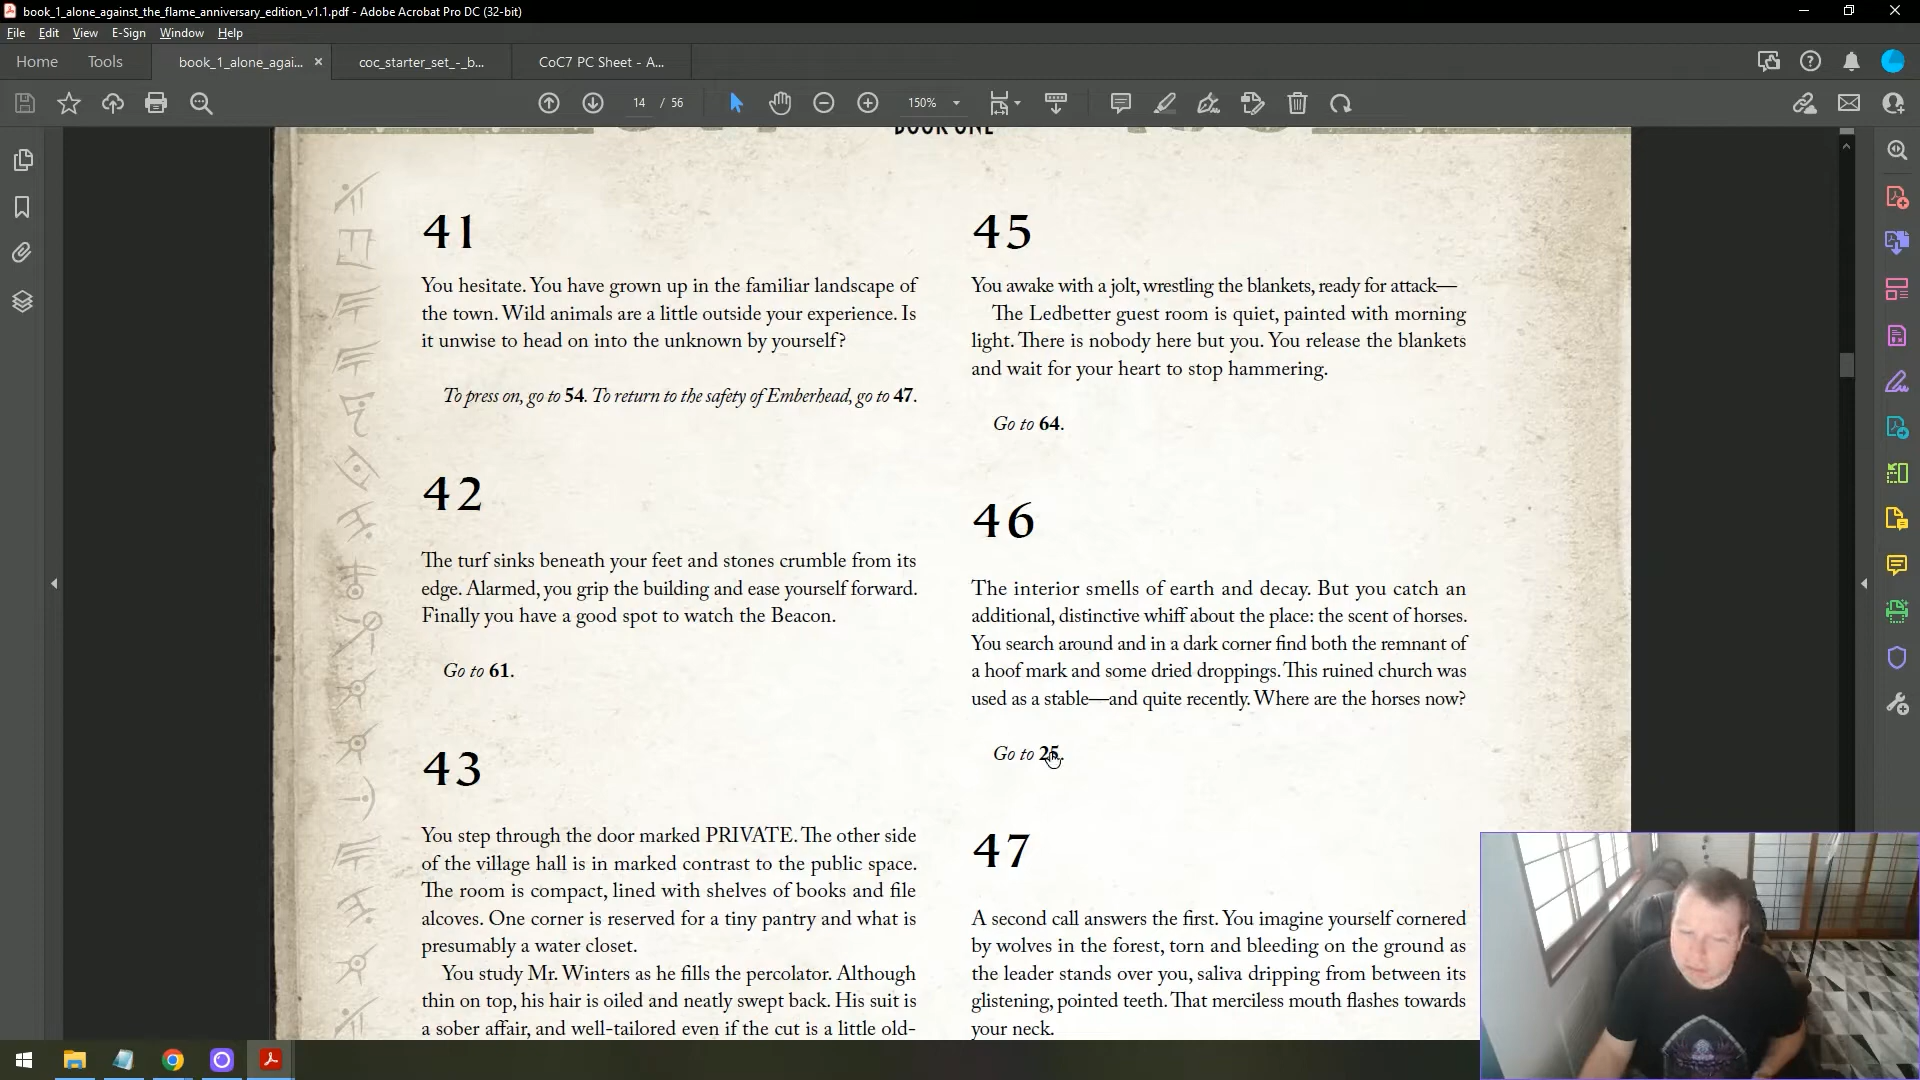 book_1_alone_against_the_flame_anniversary_edition_v1.1.pdf - Adobe Acrobat Pro DC (32-bit)
File Edit View E-Sign Window Help
Home Tools book_1_alone_agai... × coc_starter_set_-_b... CoC7 PC Sheet - A...
14 / 56 150%
BOOK ONE
41
You hesitate. You have grown up in the familiar landscape of
the town. Wild animals are a little outside your experience. Is
it unwise to head on into the unknown by yourself?
To press on, go to 54. To return to the safety of Emberhead, go to 47.
42
The turf sinks beneath your feet and stones crumble from its
edge. Alarmed, you grip the building and ease yourself forward.
Finally you have a good spot to watch the Beacon.
Go to 61.
43
You step through the door marked PRIVATE. The other side
of the village hall is in marked contrast to the public space.
The room is compact, lined with shelves of books and file
alcoves. One corner is reserved for a tiny pantry and what is
presumably a water closet.
You study Mr. Winters as he fills the percolator. Although
thin on top, his hair is oiled and neatly swept back. His suit is
a sober affair, and well-tailored even if the cut is a little old-
45
You awake with a jolt, wrestling the blankets, ready for attack—
The Ledbetter guest room is quiet, painted with morning
light. There is nobody here but you. You release the blankets
and wait for your heart to stop hammering.
Go to 64.
46
The interior smells of earth and decay. But you catch an
additional, distinctive whiff about the place: the scent of horses.
You search around and in a dark corner find both the remnant of
a hoof mark and some dried droppings. This ruined church was
used as a stable—and quite recently. Where are the horses now?
Go to 25.
47
A second call answers the first. You imagine yourself cornered
by wolves in the forest, torn and bleeding on the ground as
the leader stands over you, saliva dripping from between its
glistening, pointed teeth. That merciless mouth flashes towards
your neck.